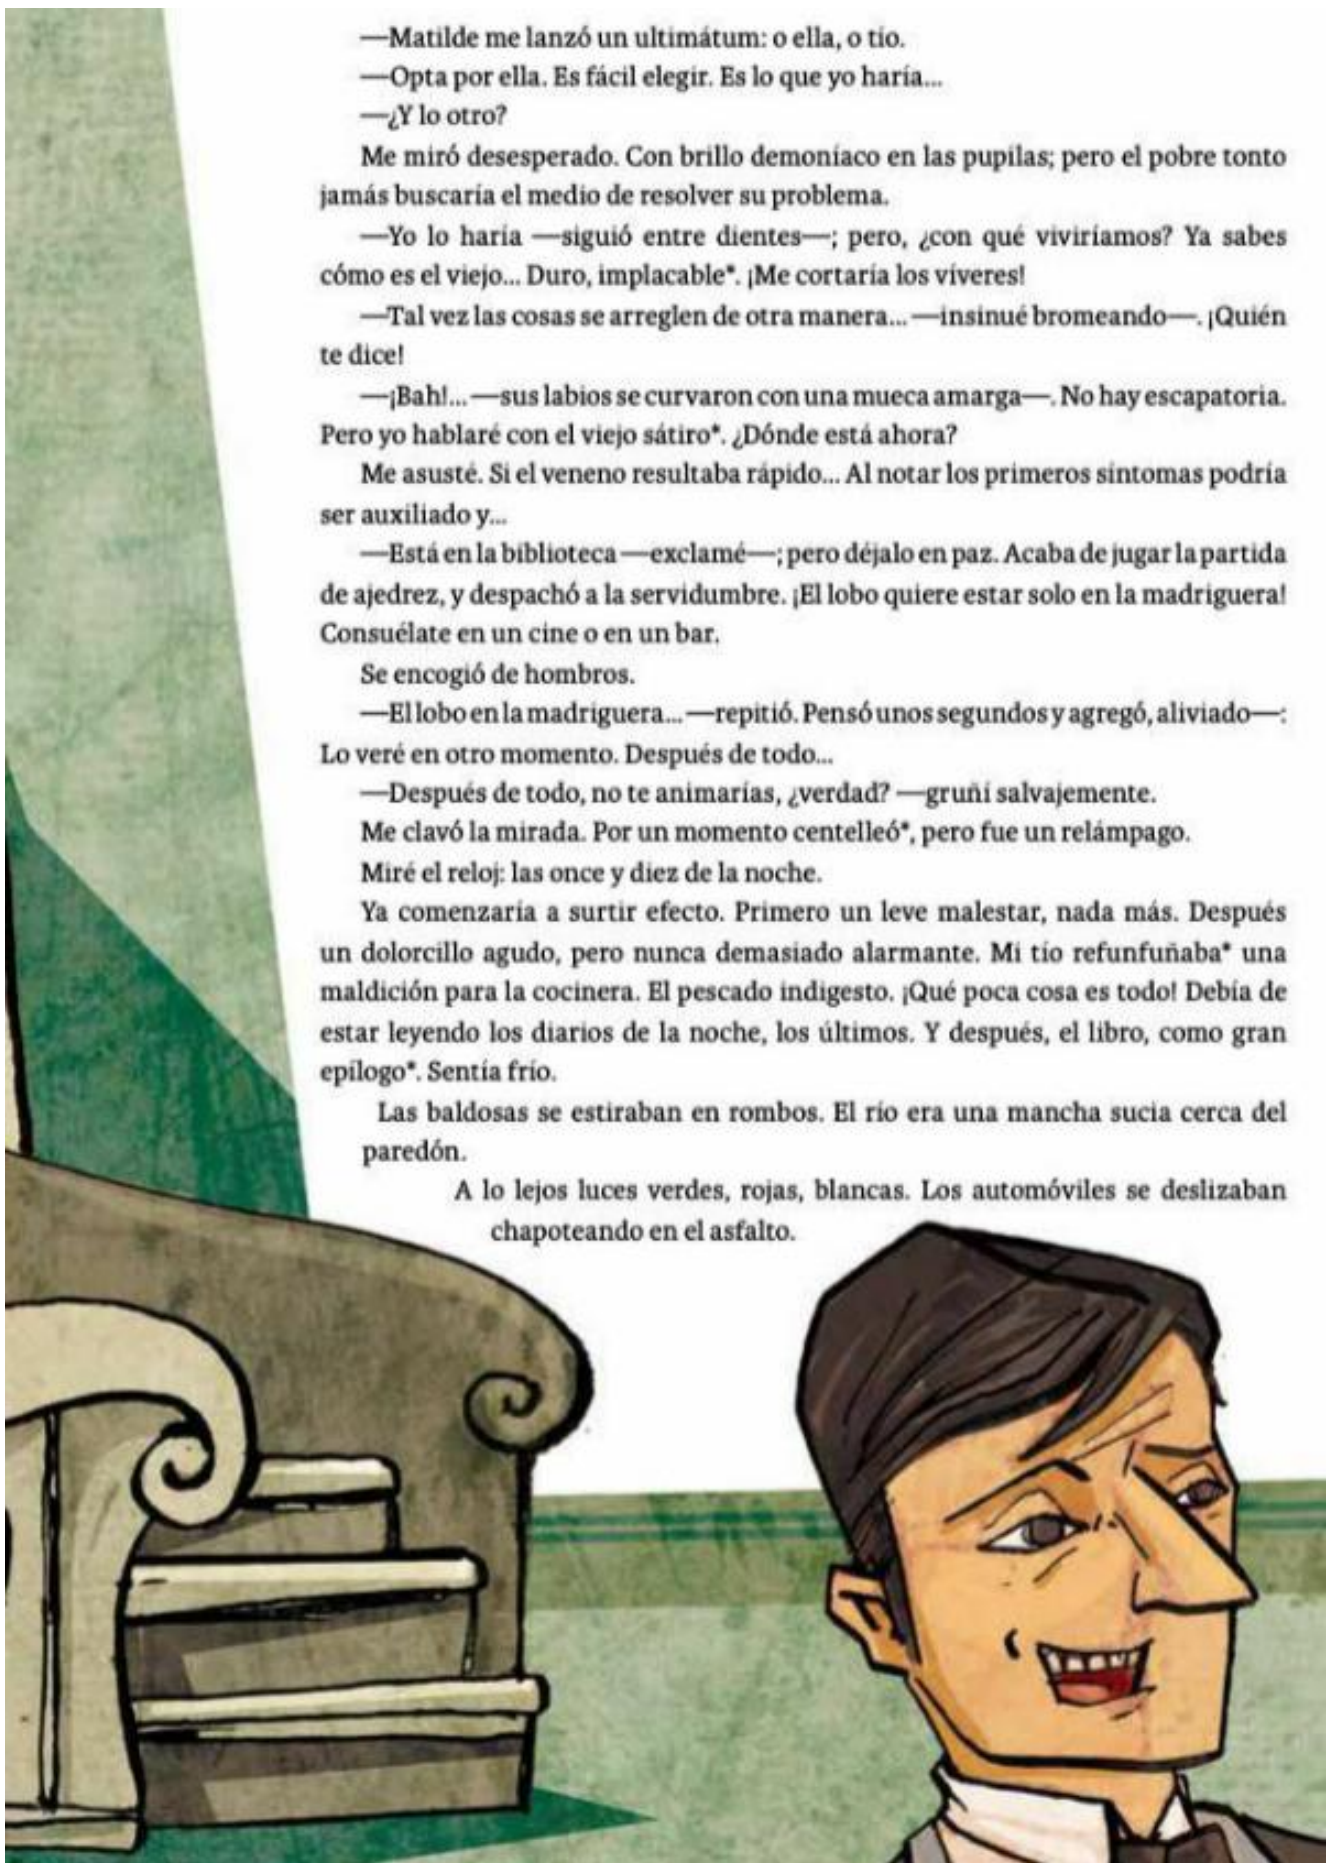 —Matilde me lanzó un ultimátum: o ella, o tío.
—Opta por ella. Es fácil elegir. Es lo que yo haría...
—¿Y lo otro?
Me miró desesperado. Con brillo demoníaco en las pupilas; pero el pobre tonto
jamás buscaría el medio de resolver su problema.
—Yo lo haría —siguió entre dientes—; pero, ¿con qué viviríamos? Ya sabes
cómo es el viejo... Duro, implacable*. ¡Me cortaría los víveres!
—Tal vez las cosas se arreglen de otra manera... —insinué bromeando—. ¡Quién
te dice!
—¡Bah!... —sus labios se curvaron con una mueca amarga—. No hay escapatoria.
Pero yo hablaré con el viejo sátiro*. ¿Dónde está ahora?
Me asusté. Si el veneno resultaba rápido... Al notar los primeros síntomas podría
ser auxiliado y...
—Está en la biblioteca —exclamé—; pero déjalo en paz. Acaba de jugar la partida
de ajedrez, y despachó a la servidumbre. ¡El lobo quiere estar solo en la madriguera!
Consuélate en un cine o en un bar.
Se encogió de hombros.
—El lobo en la madriguera... —repitió. Pensó unos segundos y agregó, aliviado—:
Lo veré en otro momento. Después de todo...
—Después de todo, no te animarías, ¿verdad? —gruñí salvajemente.
Me clavó la mirada. Por un momento centelleó*, pero fue un relámpago.
Miré el reloj: las once y diez de la noche.
Ya comenzaría a surtir efecto. Primero un leve malestar, nada más. Después
un dolorcillo agudo, pero nunca demasiado alarmante. Mi tío refunfuñaba* una
maldición para la cocinera. El pescado indigesto. ¡Qué poca cosa es todo! Debía de
estar leyendo los diarios de la noche, los últimos. Y después, el libro, como gran
epílogo*. Sentía frío.
Las baldosas se estiraban en rombos. El río era una mancha sucia cerca del
paredón.
A lo lejos luces verdes, rojas, blancas. Los automóviles se deslizaban
chapoteando en el asfalto.